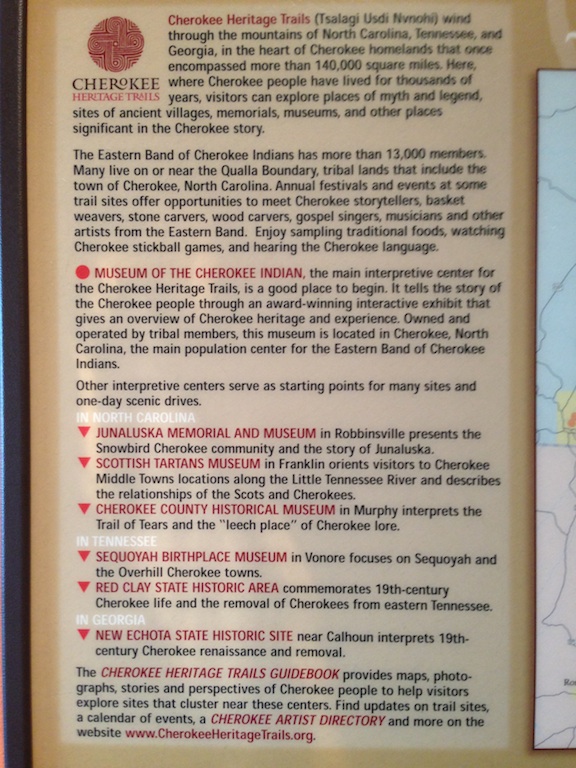 CHEROKEE
HERITAGE TRAILS
Cherokee Heritage Trails (Tsalagi Usdi Nvnohi) wind
through the mountains of North Carolina, Tennessee, and
Georgia, in the heart of Cherokee homelands that once
encompassed more than 140,000 square miles. Here,
where Cherokee people have lived for thousands of
years, visitors can explore places of myth and legend,
sites of ancient villages, memorials, museums, and other places
significant in the Cherokee story.
The Eastern Band of Cherokee Indians has more than 13,000 members.
Many live on or near the Qualla Boundary, tribal lands that include the
town of Cherokee, North Carolina. Annual festivals and events at some
trail sites offer opportunities to meet Cherokee storytellers, basket
weavers, stone carvers, wood carvers, gospel singers, musicians and other
artists from the Eastern Band. Enjoy sampling traditional foods, watching
Cherokee stickball games, and hearing the Cherokee language.
MUSEUM OF THE CHEROKEE INDIAN, the main interpretive center for
the Cherokee Heritage Trails, is a good place to begin. It tells the story of
the Cherokee people through an award-winning interactive exhibit that
gives an overview of Cherokee heritage and experience. Owned and
operated by tribal members, this museum is located in Cherokee, North
Carolina, the main population center for the Eastern Band of Cherokee
Indians.
Other interpretive centers serve as starting points for many sites and
one-day scenic drives.
IN NORTH CAROLINA
JUNALUSKA MEMORIAL AND MUSEUM in Robbinsville presents the
Snowbird Cherokee community and the story of Junaluska.
SCOTTISH TARTANS MUSEUM in Franklin orients visitors to Cherokee
Middle Towns locations along the Little Tennessee River and describes
the relationships of the Scots and Cherokees.
CHEROKEE COUNTY HISTORICAL MUSEUM in Murphy interprets the
Trail of Tears and the "leech place" of Cherokee lore.
IN TENNESSEE
SEQUOYAH BIRTHPLACE MUSEUM in Vonore focuses on Sequoyah and
the Overhill Cherokee towns.
RED CLAY STATE HISTORIC AREA commemorates 19th-century
Cherokee life and the removal of Cherokees from eastern Tennessee.
IN GEORGIA
NEW ECHOTA STATE HISTORIC SITE near Calhoun interprets 19th-
century Cherokee renaissance and removal.
The CHEROKEE HERITAGE TRAILS GUIDEBOOK provides maps, photo-
graphs, stories and perspectives of Cherokee people to help visitors
explore sites that cluster near these centers. Find updates on trail sites,
a calendar of events, a CHEROKEE ARTIST DIRECTORY and more on the
website www.CherokeeHeritageTrails.org.